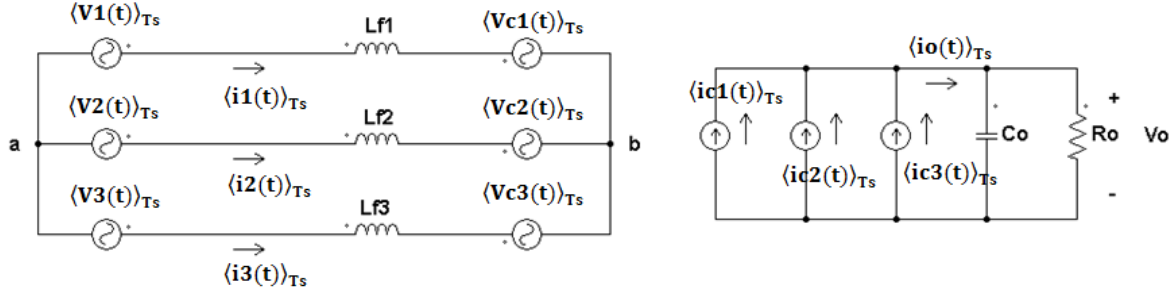 ⟨V1(t)⟩Ts
Lf1
⟨Vc1(t)⟩Ts
⟨i1(t)⟩Ts
⟨V2(t)⟩Ts
Lf2
⟨Vc2(t)⟩Ts
a
b
⟨i2(t)⟩Ts
⟨V3(t)⟩Ts
Lf3
⟨Vc3(t)⟩Ts
⟨i3(t)⟩Ts
⟨io(t)⟩Ts
⟨ic1(t)⟩Ts
+
Co
Ro
Vo
⟨ic2(t)⟩Ts
⟨ic3(t)⟩Ts
-